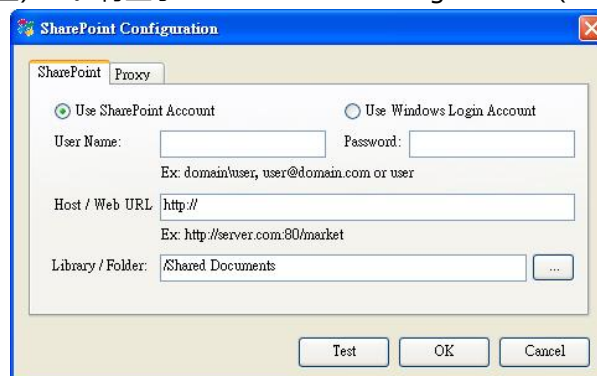 SharePoint Configuration
SharePoint Proxy
Use SharePoint Account Use Windows Login Account
User Name: Password:
Ex: domain\user, user@domain.com or user
Host / Web URL http://
Ex: http://server.com:80/market
Library / Folder: /Shared Documents ...
Test OK Cancel